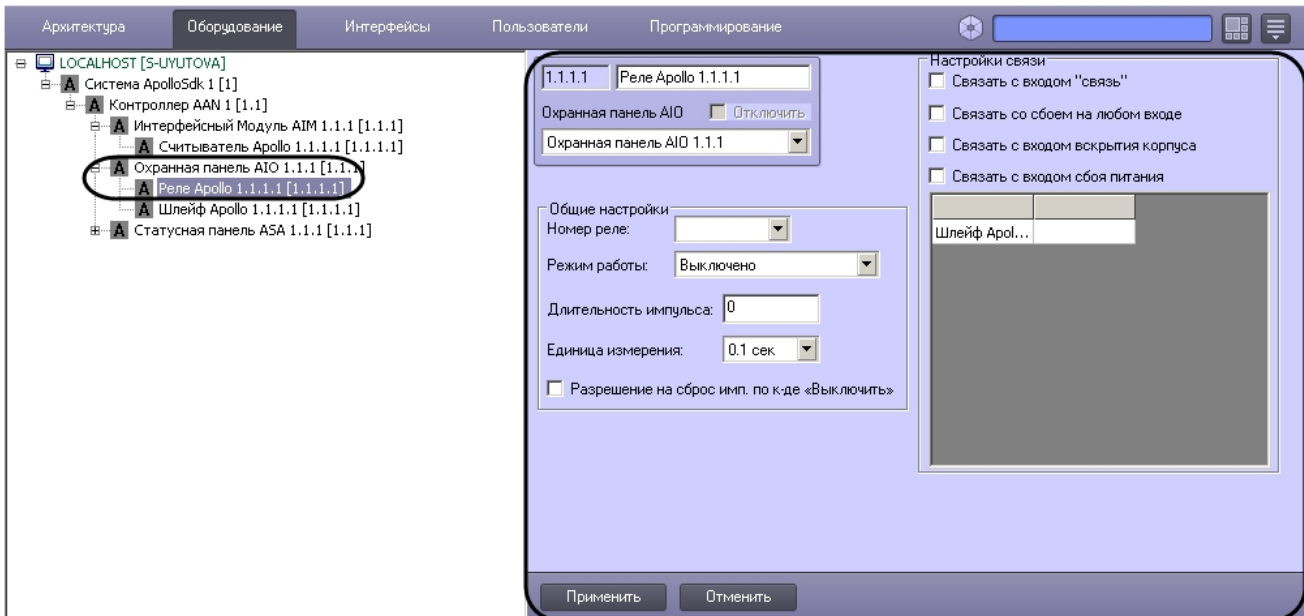 Архитектура Оборудование Интерфейсы Пользователи Программирование
LOCALHOST [S-UYUTOVA]
Система ApolloSdk 1 [1]
Контроллер AAN 1 [1.1]
Интерфейсный Модуль AIM 1.1.1 [1.1.1]
Считыватель Apollo 1.1.1.1 [1.1.1.1]
Охранная панель AIO 1.1.1 [1.1.1]
Реле Apollo 1.1.1.1 [1.1.1.1]
Шлейф Apollo 1.1.1.1 [1.1.1.1]
Статусная панель ASA 1.1.1 [1.1.1]
1.1.1.1 Реле Apollo 1.1.1.1
Охранная панель AIO Отключить
Охранная панель AIO 1.1.1
Общие настройки
Номер реле:
Режим работы: Выключено
Длительность импульса: 0
Единица измерения: 0.1 сек
Разрешение на сброс имп. по к-де «Выключить»
Настройки связи
Связать с входом "связь"
Связать со сбоем на любом входе
Связать с входом вскрытия корпуса
Связать с входом сбоя питания
Шлейф Apol...
Применить Отменить